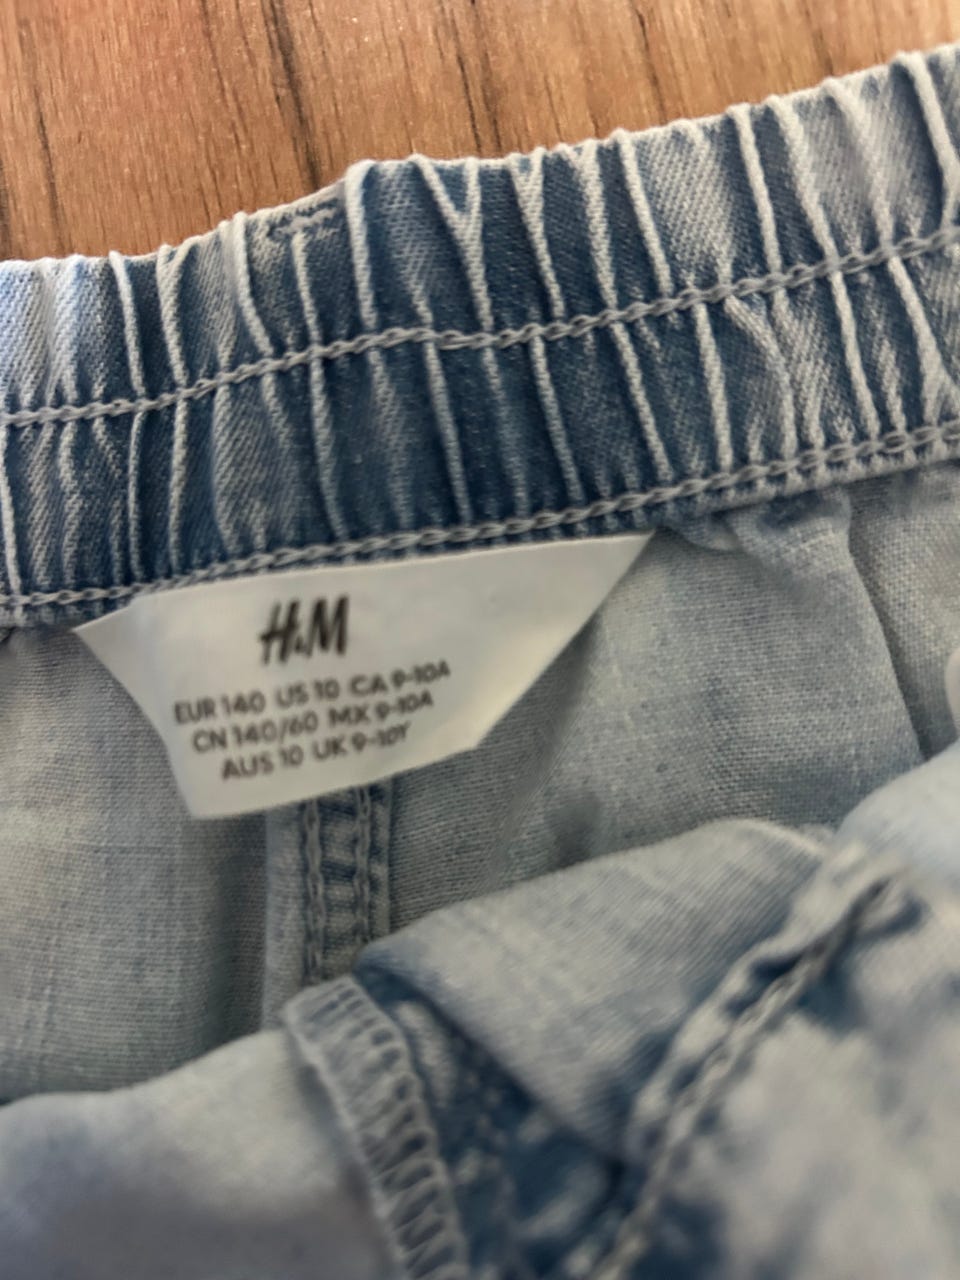 H&M
EUR 140 US 10 CA 9-10A
CN 140/60 MX 9-10A
AUS 10 UK 9-10Y